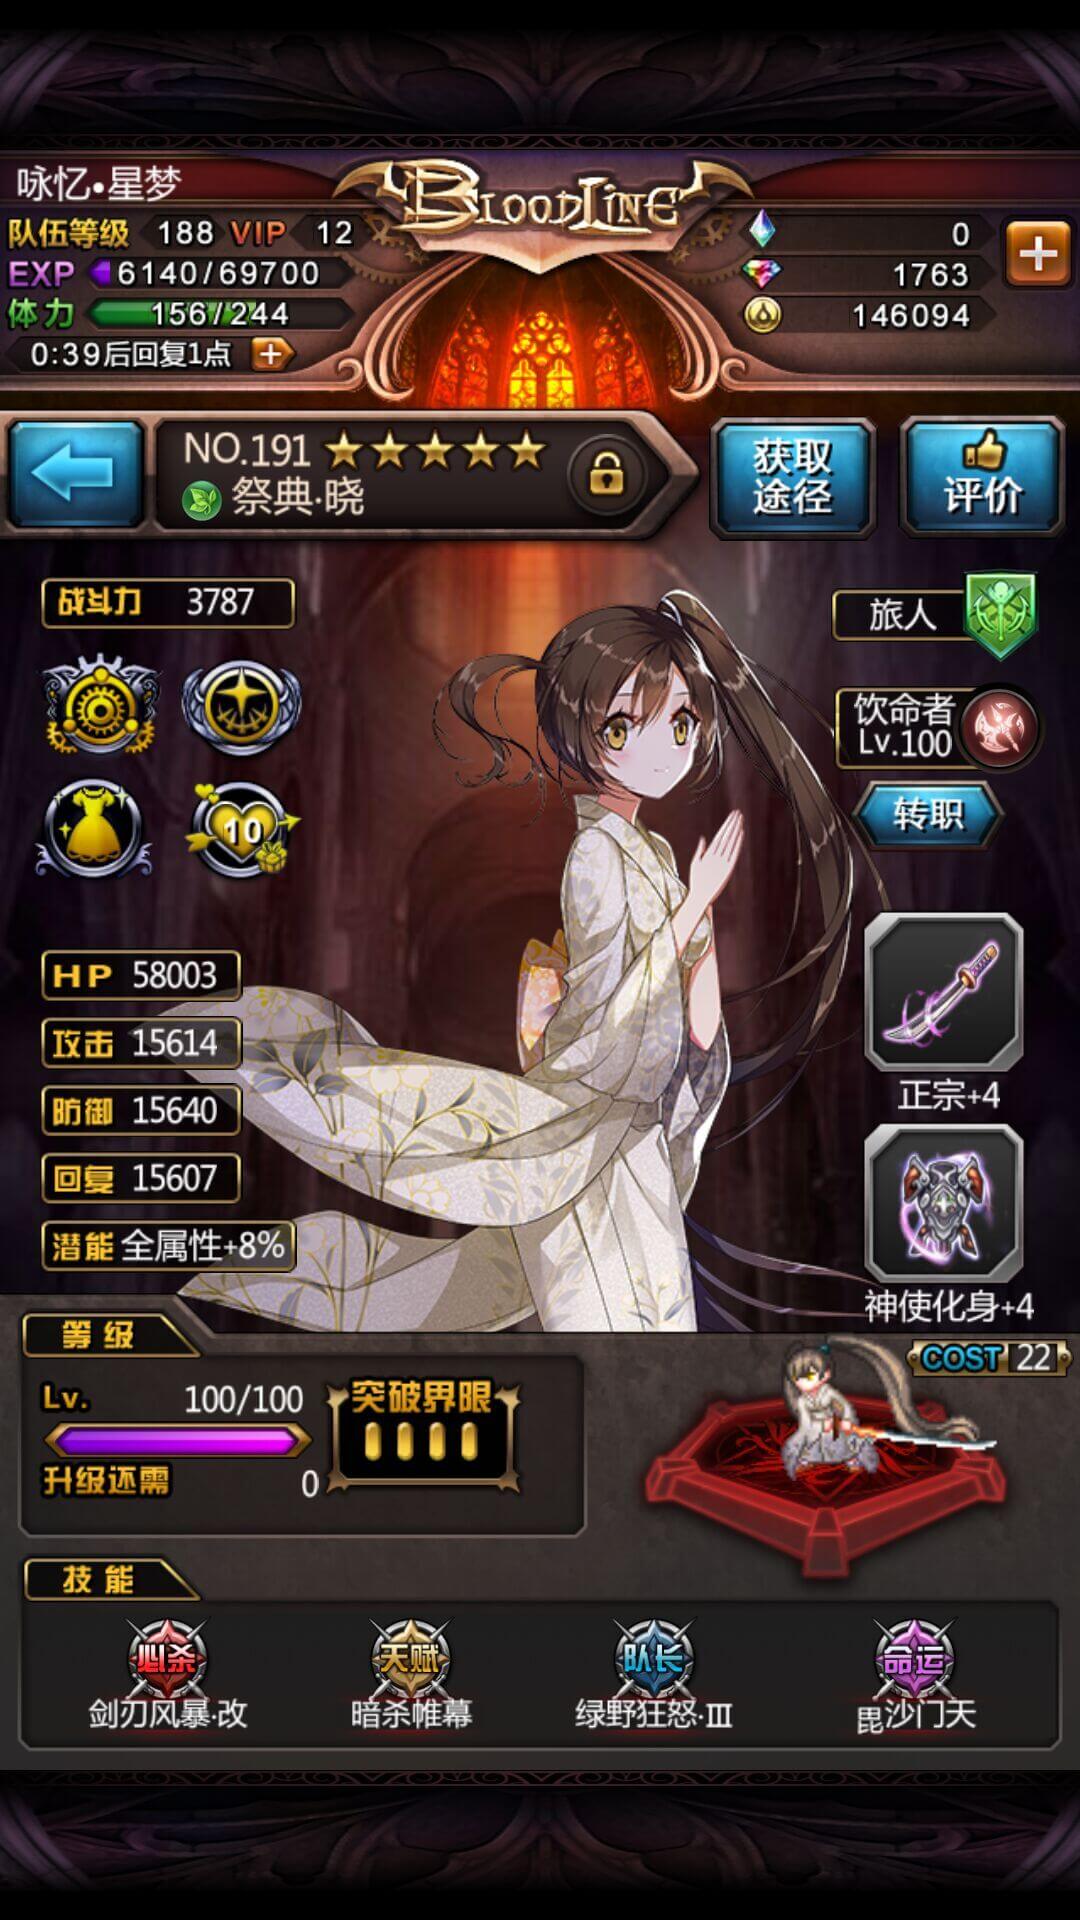 咏忆•星梦
BLOODLINE
队伍等级 188 VIP 12
0
EXP 6140/69700
1763
体力 156/244
146094
0:39后回复1点
NO.191
祭典·晓
获取
途径
评价
战斗力 3787
旅人
饮命者
Lv.100
转职
10
HP 58003
攻击 15614
防御 15640
回复 15607
潜能 全属性+8%
正宗+4
神使化身+4
等级
COST 22
Lv. 100/100
突破界限
升级还需 0
技能
必杀
天赋
队长
命运
剑刃风暴·改
暗杀帷幕
绿野狂怒·III
毘沙门天